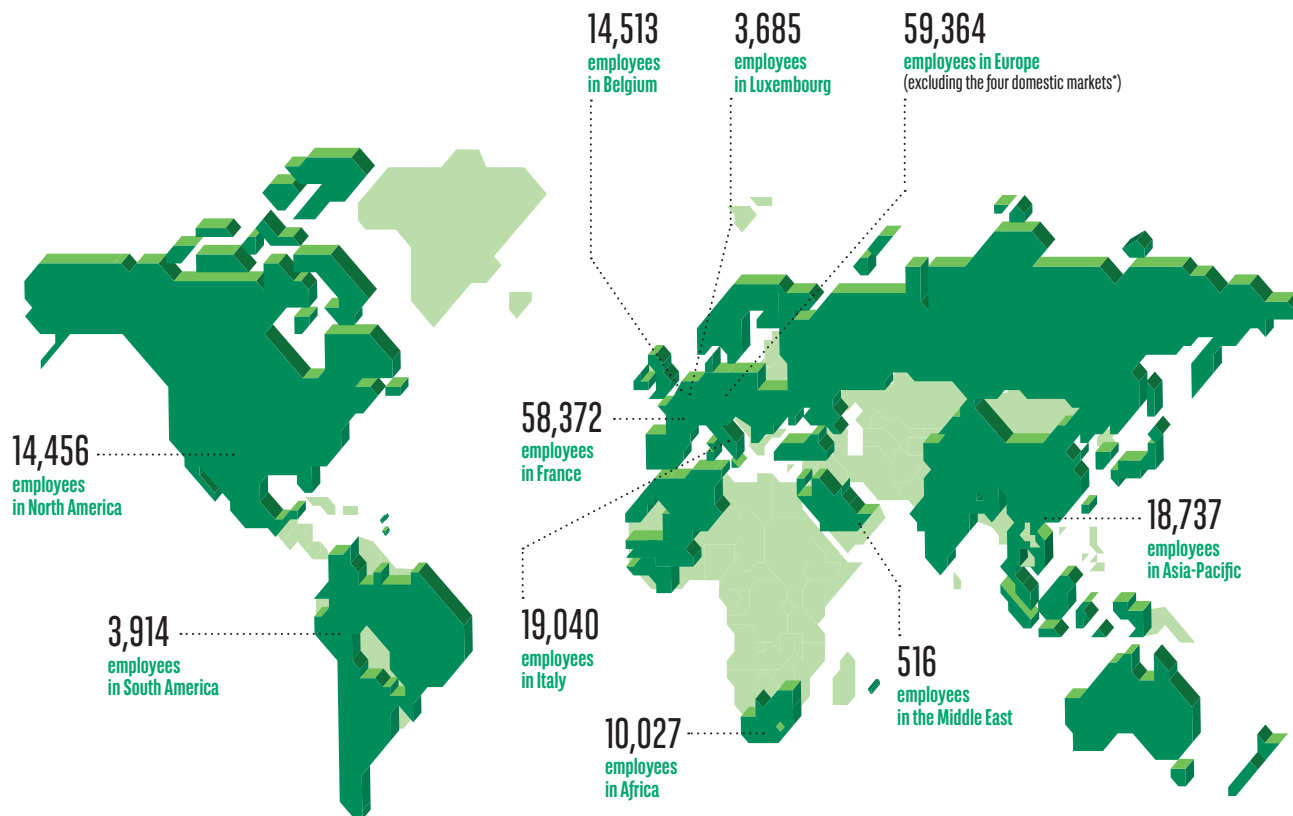 14,513
employees
in Belgium
3,685
employees
in Luxembourg
59,364
employees in Europe
(excluding the four domestic markets*)
14,456
employees
in North America
58,372
employees
in France
18,737
employees
in Asia-Pacific
3,914
employees
in South America
19,040
employees
in Italy
516
employees
in the Middle East
10,027
employees
in Africa